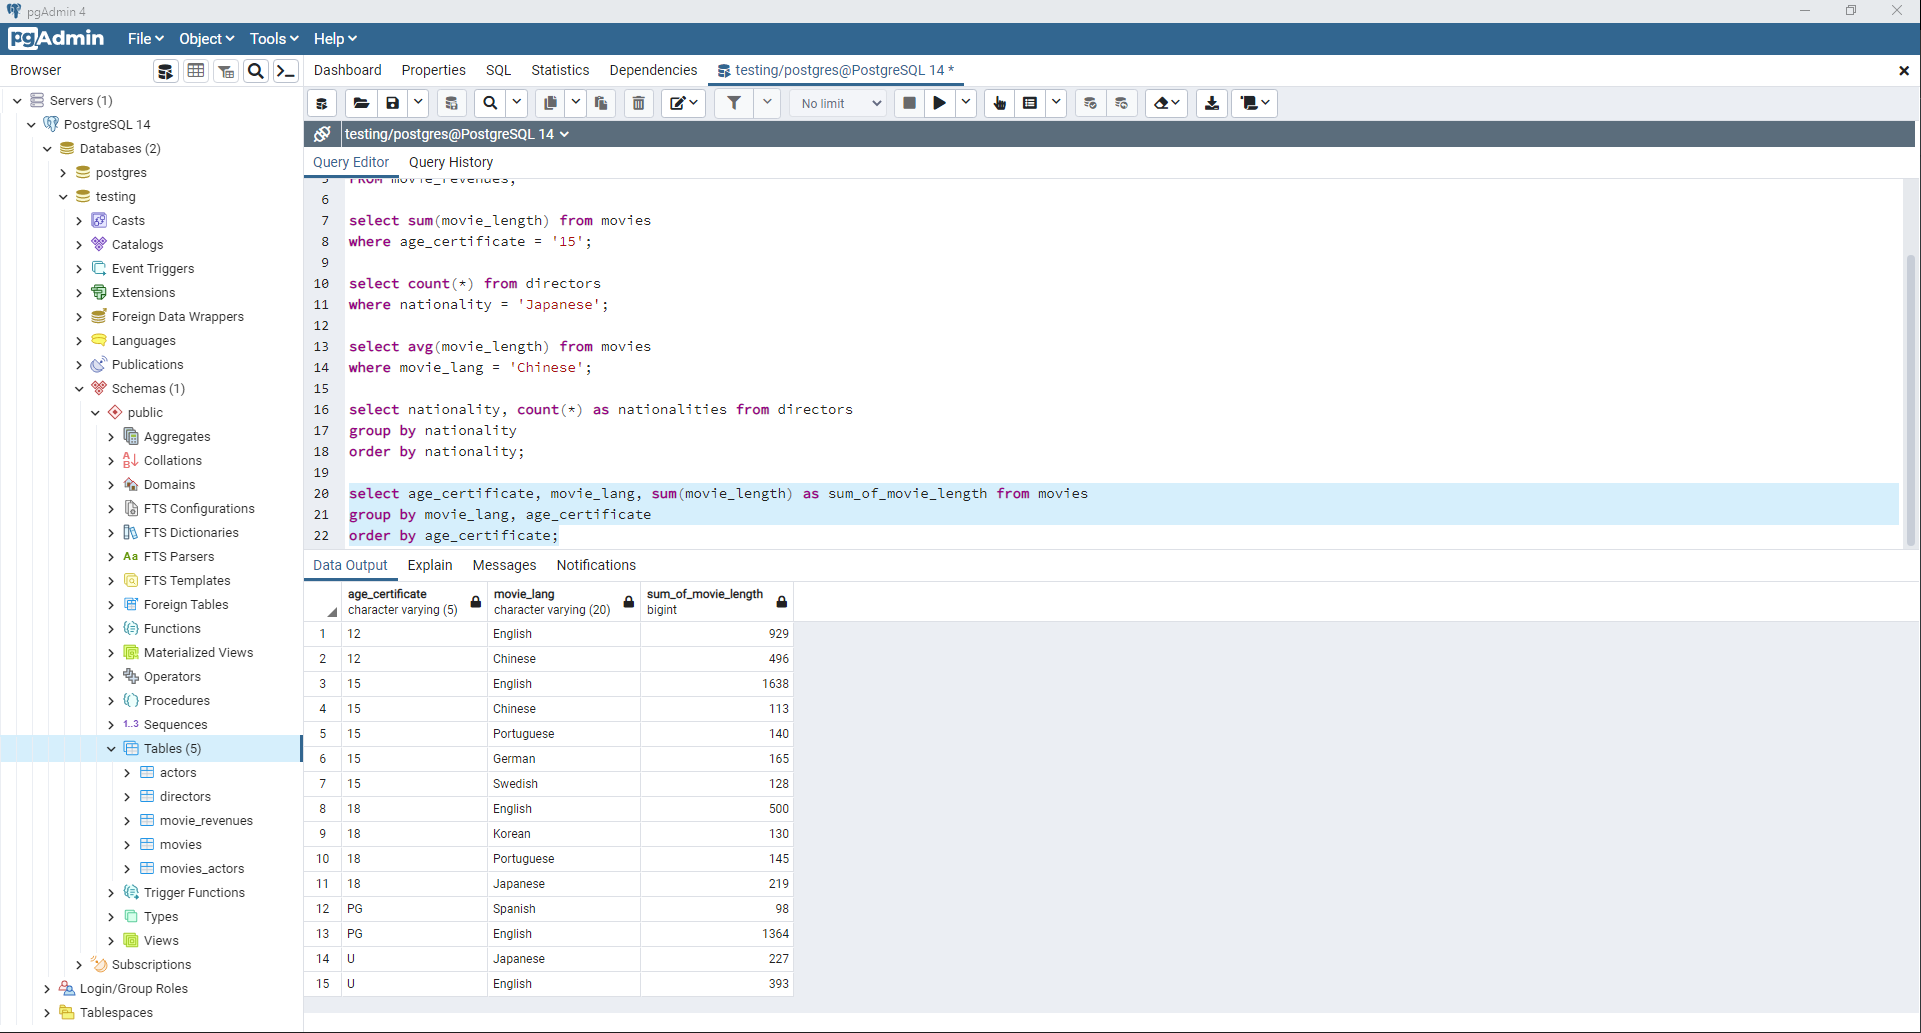 pgAdmin 4
pgAdmin File Object Tools Help
Browser
Dashboard Properties SQL Statistics Dependencies testing/postgres@PostgreSQL 14 *
No limit
testing/postgres@PostgreSQL 14
Query Editor Query History
Servers (1)
PostgreSQL 14
Databases (2)
postgres
testing
Casts
Catalogs
Event Triggers
Extensions
Foreign Data Wrappers
Languages
Publications
Schemas (1)
public
Aggregates
Collations
Domains
FTS Configurations
FTS Dictionaries
Aa FTS Parsers
FTS Templates
Foreign Tables
Functions
Materialized Views
Operators
Procedures
1..3 Sequences
Tables (5)
actors
directors
movie_revenues
movies
movies_actors
Trigger Functions
Types
Views
Subscriptions
Login/Group Roles
Tablespaces
5 FROM movie_revenues;
6
7 select sum(movie_length) from movies
8 where age_certificate = '15';
9
10 select count(*) from directors
11 where nationality = 'Japanese';
12
13 select avg(movie_length) from movies
14 where movie_lang = 'Chinese';
15
16 select nationality, count(*) as nationalities from directors
17 group by nationality
18 order by nationality;
19
20 select age_certificate, movie_lang, sum(movie_length) as sum_of_movie_length from movies
21 group by movie_lang, age_certificate
22 order by age_certificate;
Data Output Explain Messages Notifications
age_certificate movie_lang sum_of_movie_length
character varying (5) character varying (20) bigint
1 12 English 929
2 12 Chinese 496
3 15 English 1638
4 15 Chinese 113
5 15 Portuguese 140
6 15 German 165
7 15 Swedish 128
8 18 English 500
9 18 Korean 130
10 18 Portuguese 145
11 18 Japanese 219
12 PG Spanish 98
13 PG English 1364
14 U Japanese 227
15 U English 393